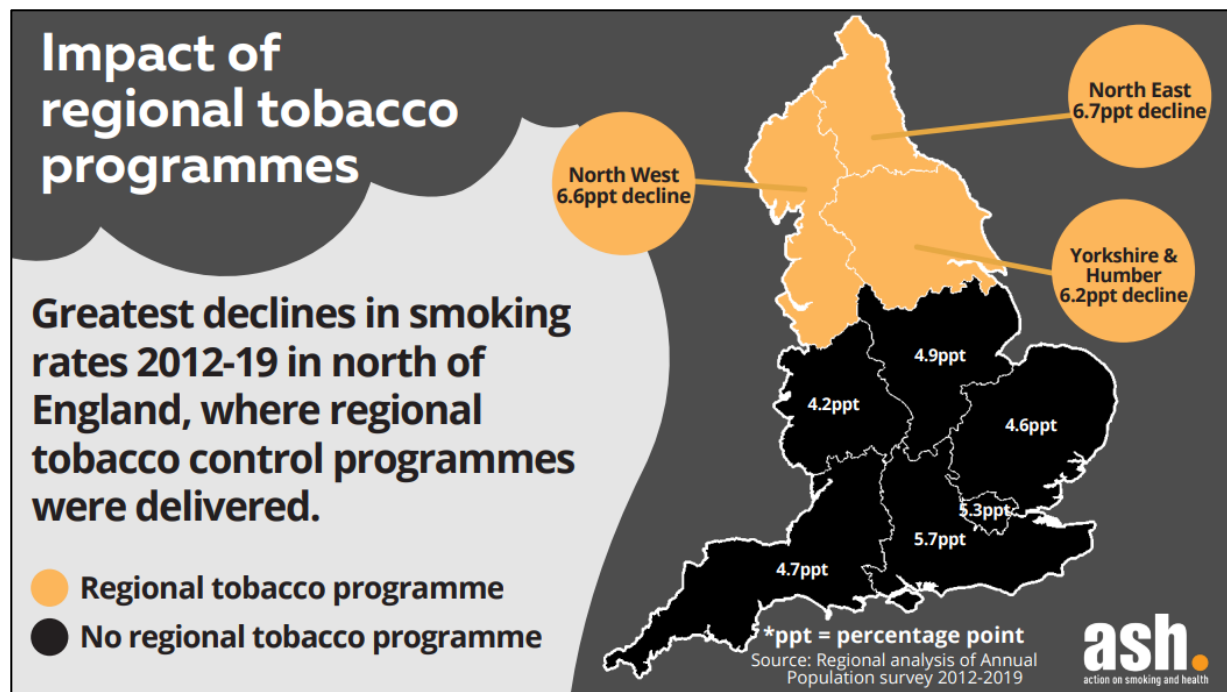 Impact of
regional tobacco
programmes
Greatest declines in smoking
rates 2012-19 in north of
England, where regional
tobacco control programmes
were delivered.
Regional tobacco programme
No regional tobacco programme
North East
6.7ppt decline
North West
6.6ppt decline
Yorkshire &
Humber
6.2ppt decline
4.9ppt
4.2ppt
4.6ppt
5.3ppt
5.7ppt
4.7ppt
*ppt = percentage point
Source: Regional analysis of Annual
Population survey 2012-2019
ash.
action on smoking and health